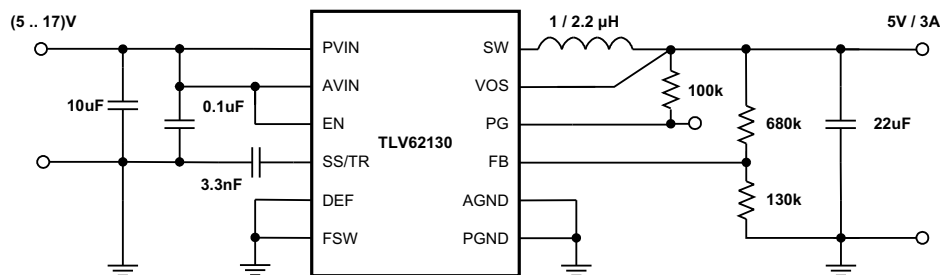 (5 .. 17)V
1 / 2.2 µH
5V / 3A
PVIN
SW
AVIN
VOS
10uF
0.1uF
100k
EN
PG
TLV62130
680k
22uF
SS/TR
FB
3.3nF
DEF
AGND
130k
FSW
PGND